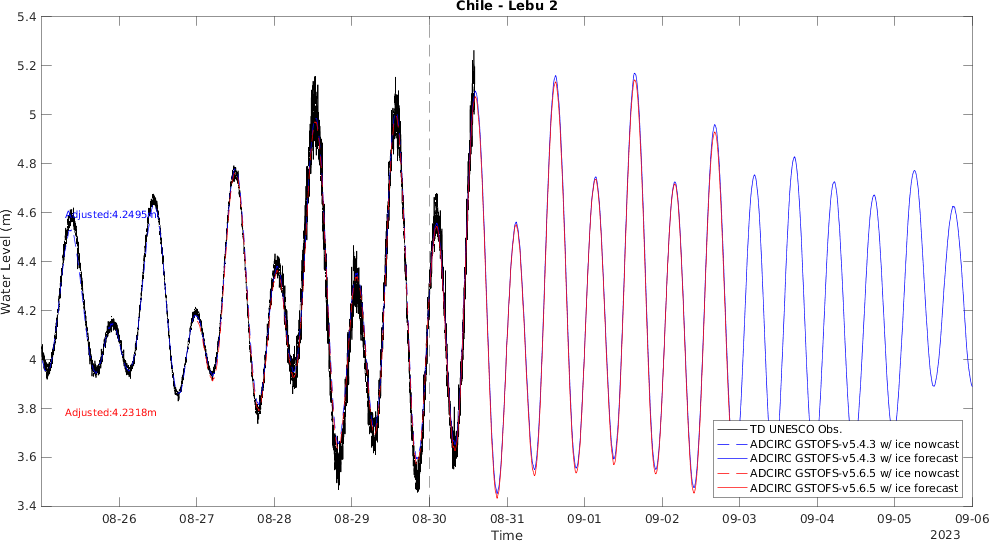 Chile - Lebu 2
5.4
5.2
5
4.8
4.6
4.4
4.2
4
3.8
3.6
3.4
Water Level (m)
Adjusted:4.2495m
Adjusted:4.2318m
TD UNESCO Obs.
ADCIRC GSTOFS-v5.4.3 w/ ice nowcast
ADCIRC GSTOFS-v5.4.3 w/ ice forecast
ADCIRC GSTOFS-v5.6.5 w/ ice nowcast
ADCIRC GSTOFS-v5.6.5 w/ ice forecast
08-26 08-27 08-28 08-29 08-30 08-31 09-01 09-02 09-03 09-04 09-05 09-06
Time
2023